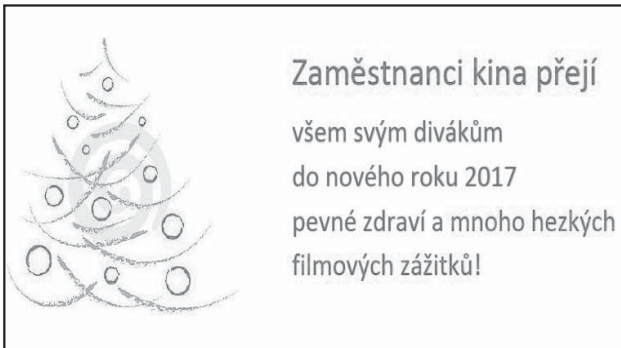 Zaměstnanci kina přejí
všem svým divákům
do nového roku 2017
pevné zdraví a mnoho hezkých
filmových zážitků!